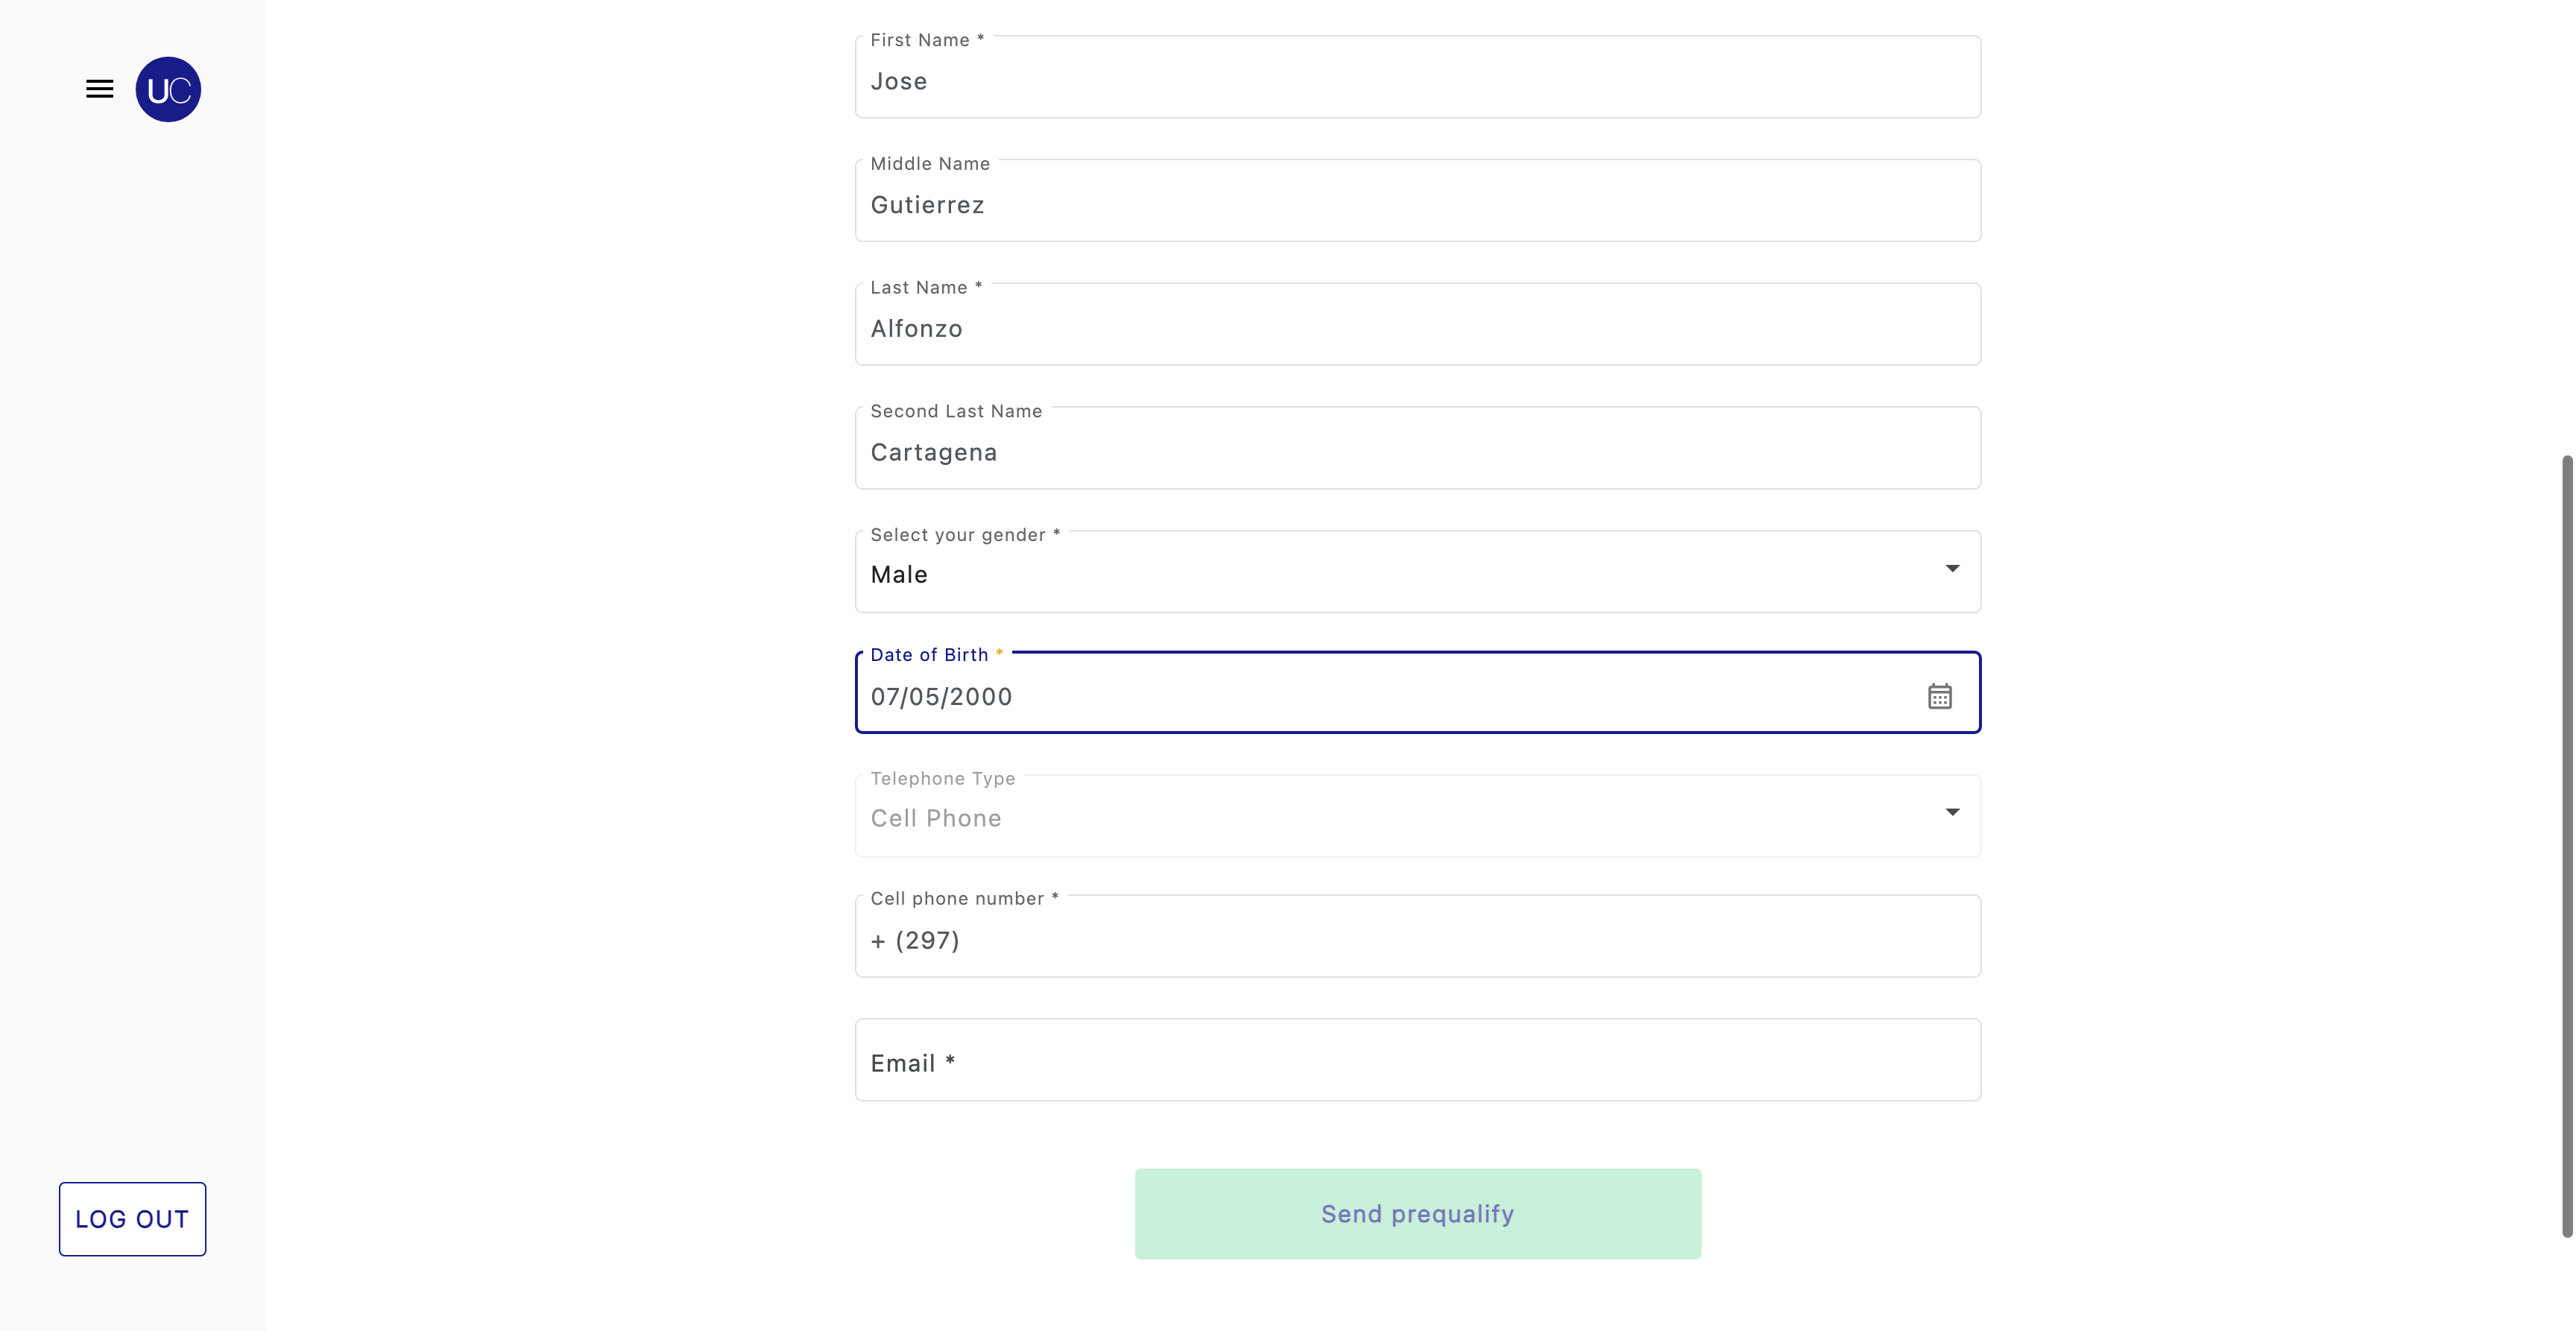 UC
First Name *
Jose
Middle Name
Gutierrez
Last Name *
Alfonzo
Second Last Name
Cartagena
Select your gender *
Male
Date of Birth *
07/05/2000
Telephone Type
Cell Phone
Cell phone number *
+ (297)
Email *
Send prequalify
LOG OUT